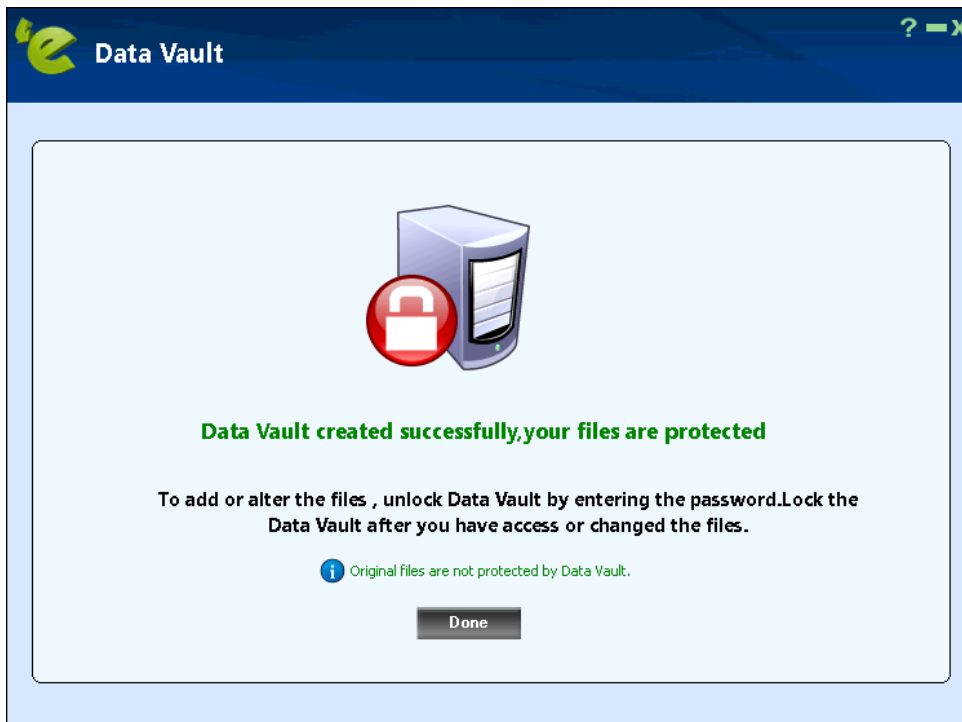 Data Vault
? – X
Data Vault created successfully,your files are protected
To add or alter the files , unlock Data Vault by entering the password.Lock the
Data Vault after you have access or changed the files.
i Original files are not protected by Data Vault.
Done